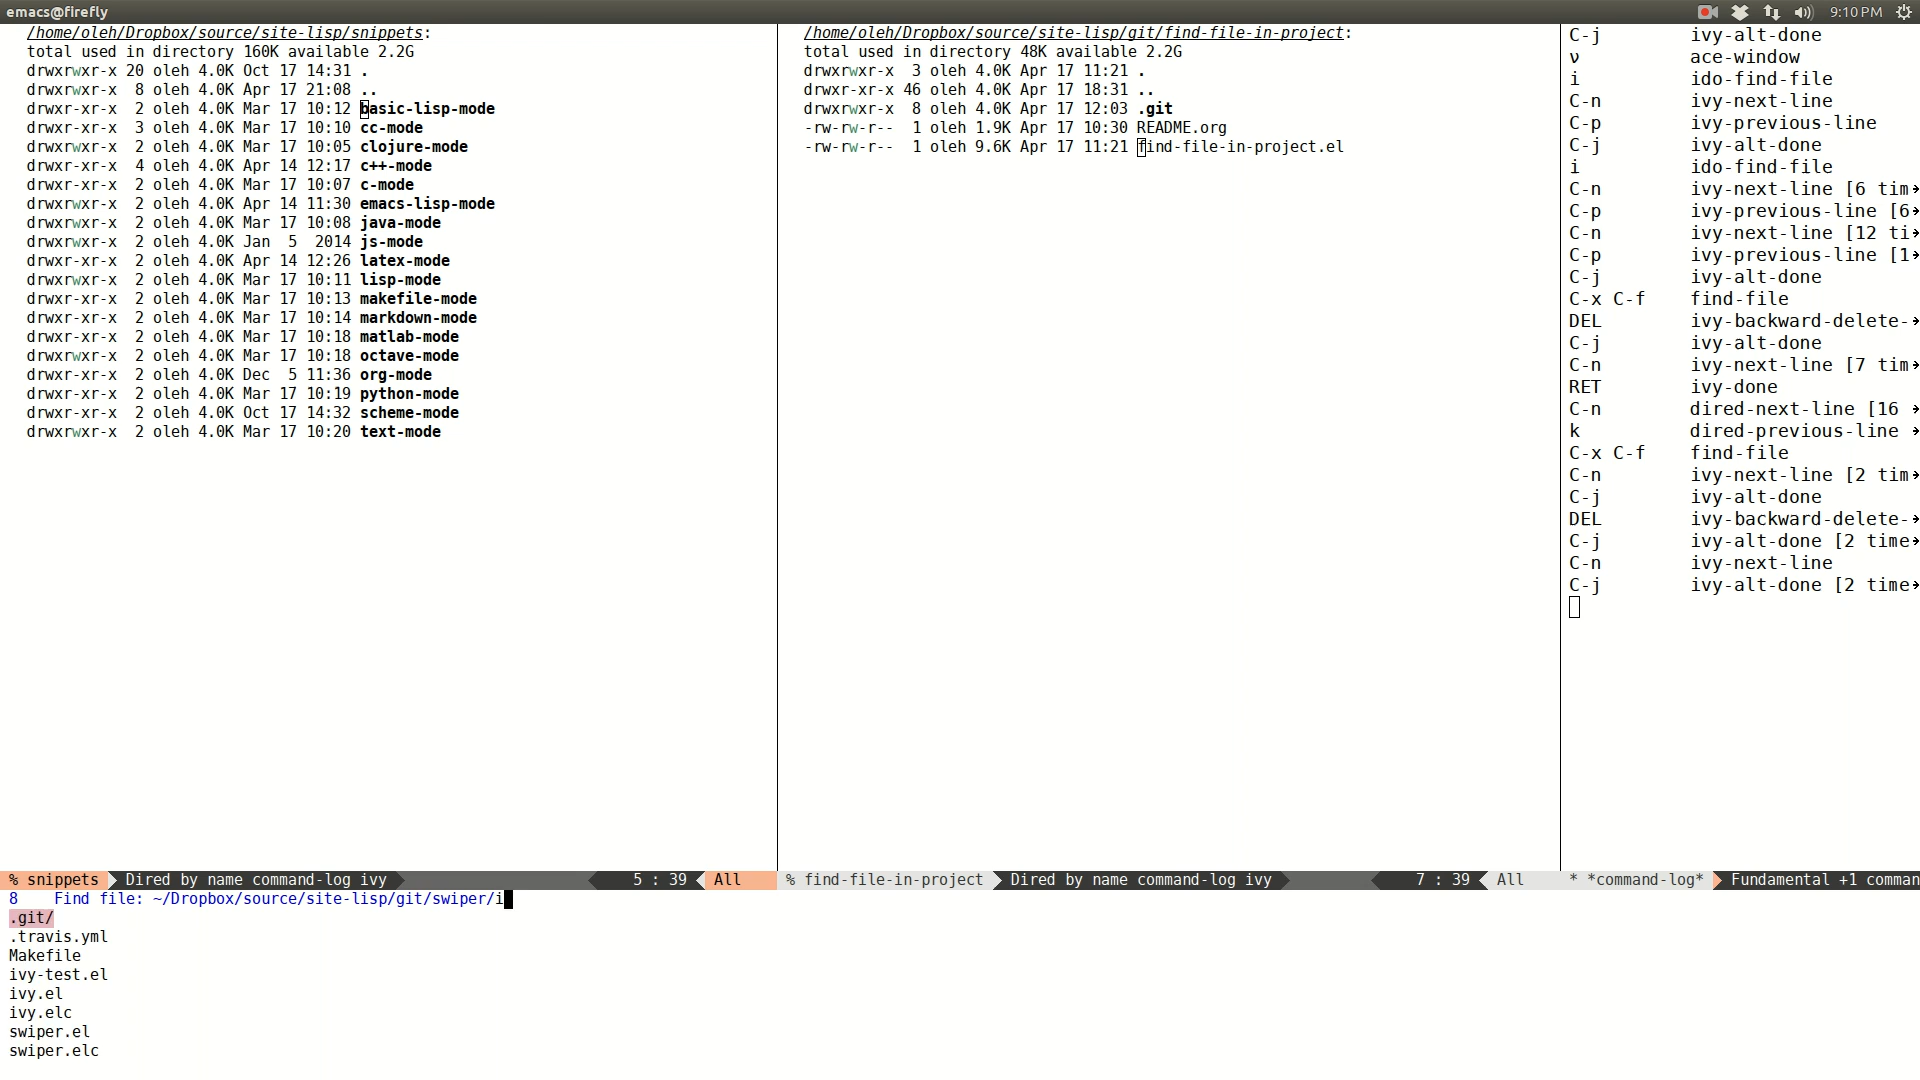 emacs@firefly
9:10 PM
/home/oleh/Dropbox/source/site-lisp/snippets:
total used in directory 160K available 2.2G
drwxrwxr-x 20 oleh 4.0K Oct 17 14:31 .
drwxrwxr-x  8 oleh 4.0K Apr 17 21:08 ..
drwxr-xr-x  2 oleh 4.0K Mar 17 10:12 basic-lisp-mode
drwxr-xr-x  3 oleh 4.0K Mar 17 10:10 cc-mode
drwxrwxr-x  2 oleh 4.0K Mar 17 10:05 clojure-mode
drwxr-xr-x  4 oleh 4.0K Apr 14 12:17 c++-mode
drwxr-xr-x  2 oleh 4.0K Mar 17 10:07 c-mode
drwxrwxr-x  2 oleh 4.0K Apr 14 11:30 emacs-lisp-mode
drwxrwxr-x  2 oleh 4.0K Mar 17 10:08 java-mode
drwxrwxr-x  2 oleh 4.0K Jan  5  2014 js-mode
drwxr-xr-x  2 oleh 4.0K Apr 14 12:26 latex-mode
drwxrwxr-x  2 oleh 4.0K Mar 17 10:11 lisp-mode
drwxr-xr-x  2 oleh 4.0K Mar 17 10:13 makefile-mode
drwxr-xr-x  2 oleh 4.0K Mar 17 10:14 markdown-mode
drwxr-xr-x  2 oleh 4.0K Mar 17 10:18 matlab-mode
drwxrwxr-x  2 oleh 4.0K Mar 17 10:18 octave-mode
drwxr-xr-x  2 oleh 4.0K Dec  5 11:36 org-mode
drwxr-xr-x  2 oleh 4.0K Mar 17 10:19 python-mode
drwxr-xr-x  2 oleh 4.0K Oct 17 14:32 scheme-mode
drwxrwxr-x  2 oleh 4.0K Mar 17 10:20 text-mode
/home/oleh/Dropbox/source/site-lisp/git/find-file-in-project:
total used in directory 48K available 2.2G
drwxrwxr-x  3 oleh 4.0K Apr 17 11:21 .
drwxr-xr-x 46 oleh 4.0K Apr 17 18:31 ..
drwxrwxr-x  8 oleh 4.0K Apr 17 12:03 .git
-rw-rw-r--  1 oleh 1.9K Apr 17 10:30 README.org
-rw-rw-r--  1 oleh 9.6K Apr 17 11:21 find-file-in-project.el
C-j ivy-alt-done
ν ace-window
i ido-find-file
C-n ivy-next-line
C-p ivy-previous-line
C-j ivy-alt-done
i ido-find-file
C-n ivy-next-line [6 tim→
C-p ivy-previous-line [6→
C-n ivy-next-line [12 ti→
C-p ivy-previous-line [1→
C-j ivy-alt-done
C-x C-f find-file
DEL ivy-backward-delete-→
C-j ivy-alt-done
C-n ivy-next-line [7 tim→
RET ivy-done
C-n dired-next-line [16 →
k dired-previous-line →
C-x C-f find-file
C-n ivy-next-line [2 tim→
C-j ivy-alt-done
DEL ivy-backward-delete-→
C-j ivy-alt-done [2 time→
C-n ivy-next-line
C-j ivy-alt-done [2 time→
% snippets Dired by name command-log ivy 5 : 39 All
% find-file-in-project Dired by name command-log ivy 7 : 39 All
* *command-log* Fundamental +1 comman
8 Find file: ~/Dropbox/source/site-lisp/git/swiper/i
.git/
.travis.yml
Makefile
ivy-test.el
ivy.el
ivy.elc
swiper.el
swiper.elc